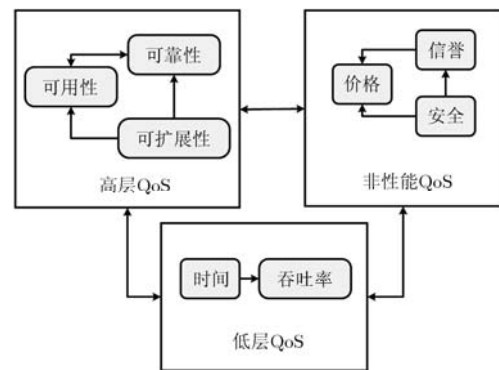 可靠性
可用性
可扩展性
高层QoS
信誉
价格
安全
非性能QoS
时间
吞吐率
低层QoS